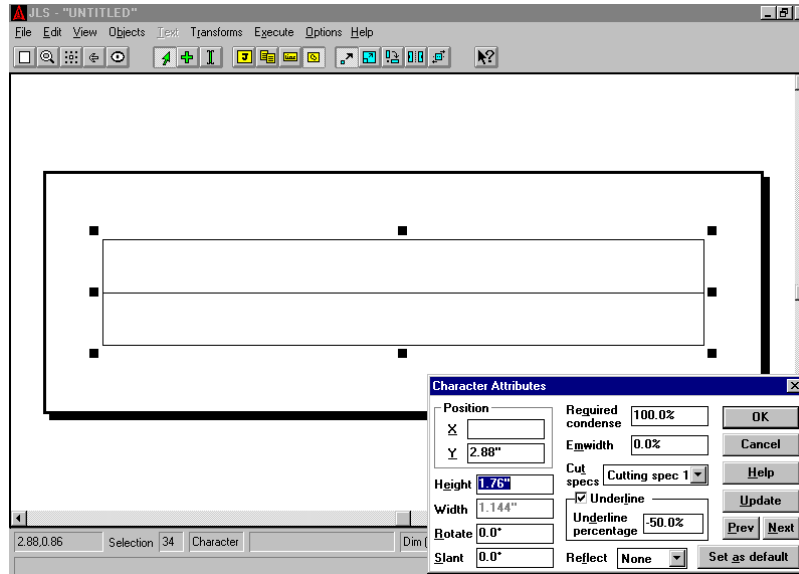 JLS - "UNTITLED"
File Edit View Objects Text Transforms Execute Options Help
J
Character Attributes
Position
X
Y 2.88"
Height 1.76"
Width 1.144"
Rotate 0.0°
Slant 0.0°
Required condense 100.0%
Emwidth 0.0%
Cut specs Cutting spec 1
Underline
Underline percentage -50.0%
Reflect None
OK
Cancel
Help
Update
Prev Next
Set as default
2.88,0.86 Selection 34 Character Dim (